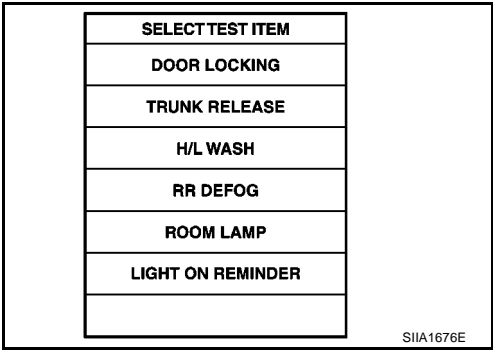 SELECT TEST ITEM
DOOR LOCKING
TRUNK RELEASE
H/L WASH
RR DEFOG
ROOM LAMP
LIGHT ON REMINDER
SIIA1676E